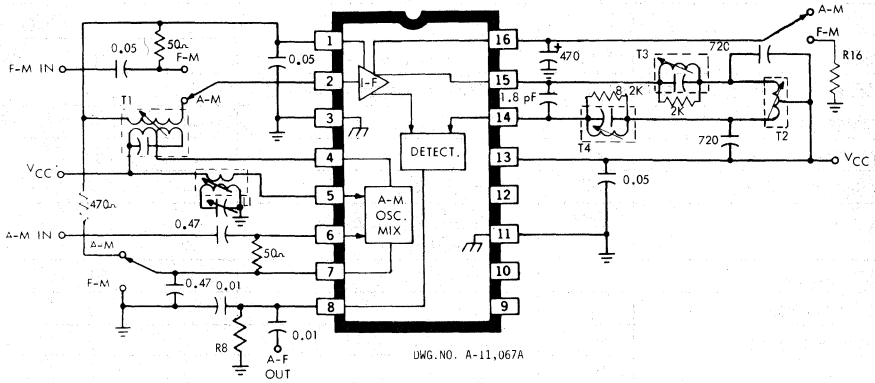 A-M
F-M
R16
720
T3
T2
470
8.2K
2K
1.8 pF
T4
720
VCC
0.05
16
15
14
13
12
11
10
9
1
2
3
4
5
6
7
8
I-F
DETECT.
A-M
OSC.
MIX
DWG.NO. A-11,067A
50Ω
0.05
F-M IN
F-M
A-M
T1
0.05
VCC
L1
470Ω
0.47
A-M IN
50Ω
A-M
F-M
0.47
0.01
R8
0.01
A-F
OUT